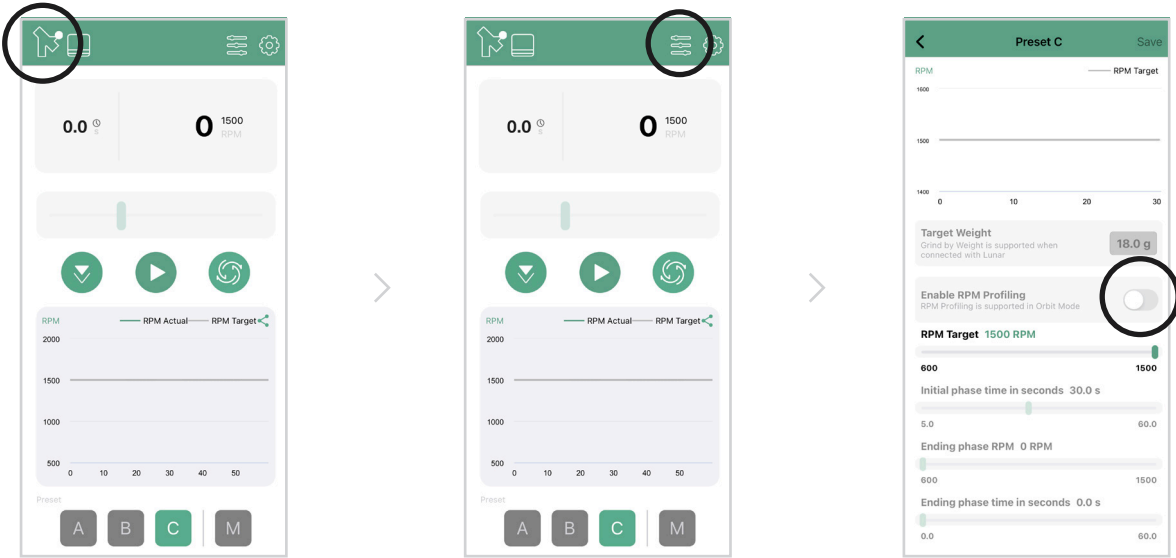 0.0 s
0 1500
RPM
RPM
RPM Actual RPM Target
2000
1500
1000
500
0 10 20 30 40 50
Preset
A B C M
0.0 s
0 1500
RPM
RPM
RPM Actual RPM Target
2000
1500
1000
500
0 10 20 30 40 50
Preset
A B C M
Preset C Save
RPM RPM Target
1600
1500
1400
0 10 20 30
Target Weight
Grind by Weight is supported when
connected with Lunar
18.0 g
Enable RPM Profiling
RPM Profiling is supported in Orbit Mode
RPM Target 1500 RPM
600 1500
Initial phase time in seconds 30.0 s
5.0 60.0
Ending phase RPM 0 RPM
600 1500
Ending phase time in seconds 0.0 s
0.0 60.0